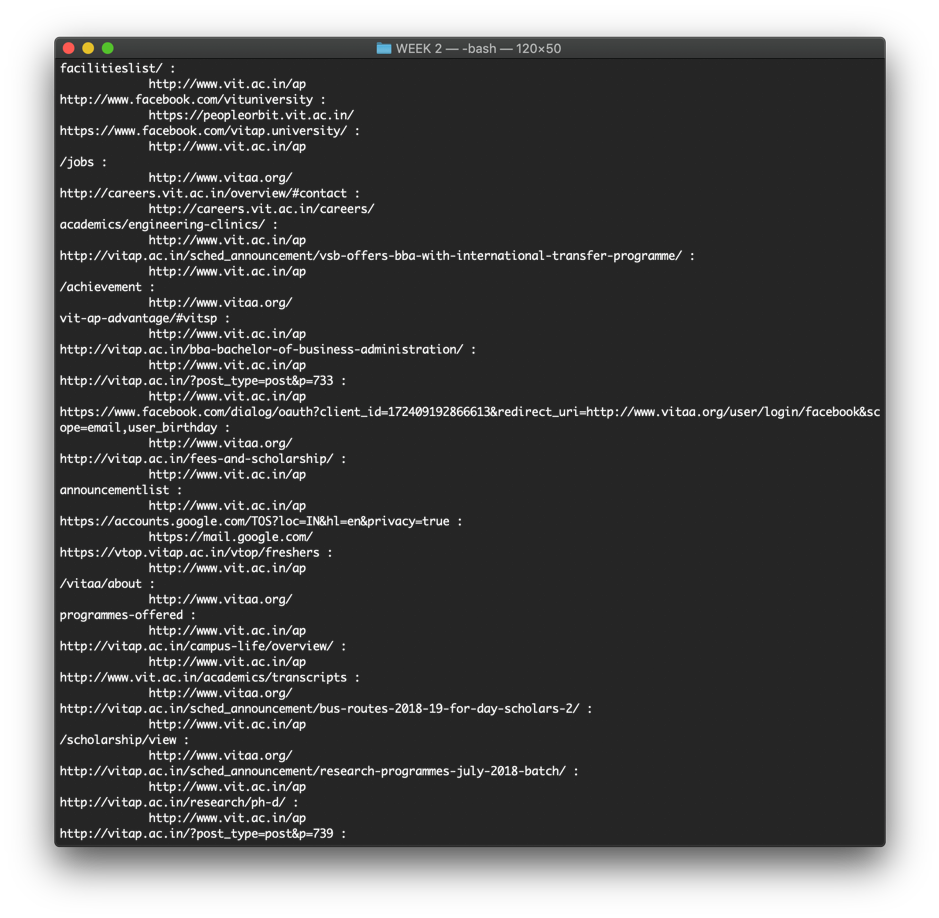 WEEK 2 — -bash — 120×50
facilitieslist/ :
http://www.vit.ac.in/ap
http://www.facebook.com/vituniversity :
https://peopleorbit.vit.ac.in/
https://www.facebook.com/vitap.university/ :
http://www.vit.ac.in/ap
/jobs :
http://www.vitaa.org/
http://careers.vit.ac.in/overview/#contact :
http://careers.vit.ac.in/careers/
academics/engineering-clinics/ :
http://www.vit.ac.in/ap
http://vitap.ac.in/sched_announcement/vsb-offers-bba-with-international-transfer-programme/ :
http://www.vit.ac.in/ap
/achievement :
http://www.vitaa.org/
vit-ap-advantage/#vitsp :
http://www.vit.ac.in/ap
http://vitap.ac.in/bba-bachelor-of-business-administration/ :
http://www.vit.ac.in/ap
http://vitap.ac.in/?post_type=post&p=733 :
http://www.vit.ac.in/ap
https://www.facebook.com/dialog/oauth?client_id=172409192866613&redirect_uri=http://www.vitaa.org/user/login/facebook&sc
ope=email,user_birthday :
http://www.vitaa.org/
http://vitap.ac.in/fees-and-scholarship/ :
http://www.vit.ac.in/ap
announcementlist :
http://www.vit.ac.in/ap
https://accounts.google.com/TOS?loc=IN&hl=en&privacy=true :
https://mail.google.com/
https://vtop.vitap.ac.in/vtop/freshers :
http://www.vit.ac.in/ap
/vitaa/about :
http://www.vitaa.org/
programmes-offered :
http://www.vit.ac.in/ap
http://vitap.ac.in/campus-life/overview/ :
http://www.vit.ac.in/ap
http://www.vit.ac.in/academics/transcripts :
http://www.vitaa.org/
http://vitap.ac.in/sched_announcement/bus-routes-2018-19-for-day-scholars-2/ :
http://www.vit.ac.in/ap
/scholarship/view :
http://www.vitaa.org/
http://vitap.ac.in/sched_announcement/research-programmes-july-2018-batch/ :
http://www.vit.ac.in/ap
http://vitap.ac.in/research/ph-d/ :
http://www.vit.ac.in/ap
http://vitap.ac.in/?post_type=post&p=739 :